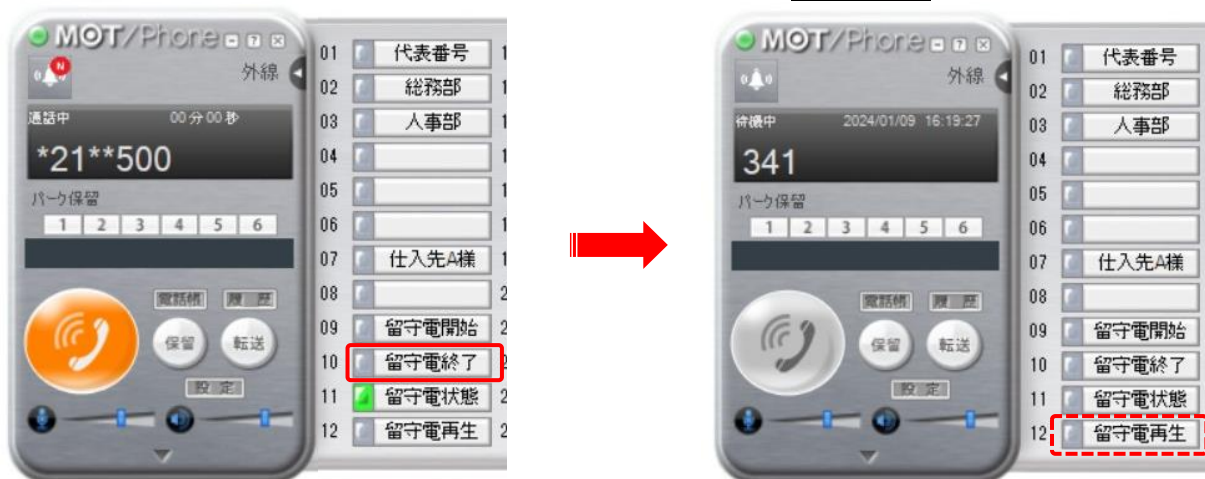 MOT/Phone
外線
通話中 00分00秒
*21**500
パーク保留
1 2 3 4 5 6
電話帳 履歴
保留 転送
設定
01 代表番号
02 総務部
03 人事部
04
05
06
07 仕入先A様
08
09 留守電開始
10 留守電終了
11 留守電状態
12 留守電再生
MOT/Phone
外線
待機中 2024/01/09 16:19:27
341
パーク保留
1 2 3 4 5 6
電話帳 履歴
保留 転送
設定
01 代表番号
02 総務部
03 人事部
04
05
06
07 仕入先A様
08
09 留守電開始
10 留守電終了
11 留守電状態
12 留守電再生